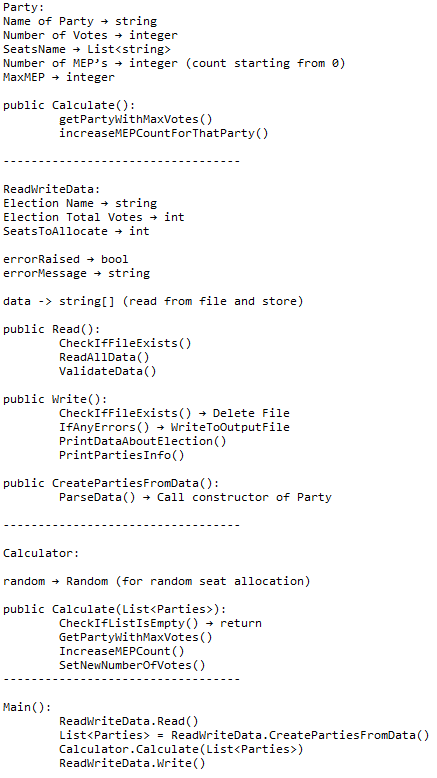 Party:
Name of Party → string
Number of Votes → integer
SeatsName → List<string>
Number of MEP’s → integer (count starting from 0)
MaxMEP → integer
public Calculate():
getPartyWithMaxVotes()
increaseMEPCountForThatParty()
----------------------------------
ReadWriteData:
Election Name → string
Election Total Votes → int
SeatsToAllocate → int
errorRaised → bool
errorMessage → string
data -> string[] (read from file and store)
public Read():
CheckIfFileExists()
ReadAllData()
ValidateData()
public Write():
CheckIfFileExists() → Delete File
IfAnyErrors() → WriteToOutputFile
PrintDataAboutElection()
PrintPartiesInfo()
public CreatePartiesFromData():
ParseData() → Call constructor of Party
----------------------------------
Calculator:
random → Random (for random seat allocation)
public Calculate(List<Parties>):
CheckIfListIsEmpty() → return
GetPartyWithMaxVotes()
IncreaseMEPCount()
SetNewNumberOfVotes()
----------------------------------
Main():
ReadWriteData.Read()
List<Parties> = ReadWriteData.CreatePartiesFromData()
Calculator.Calculate(List<Parties>)
ReadWriteData.Write()